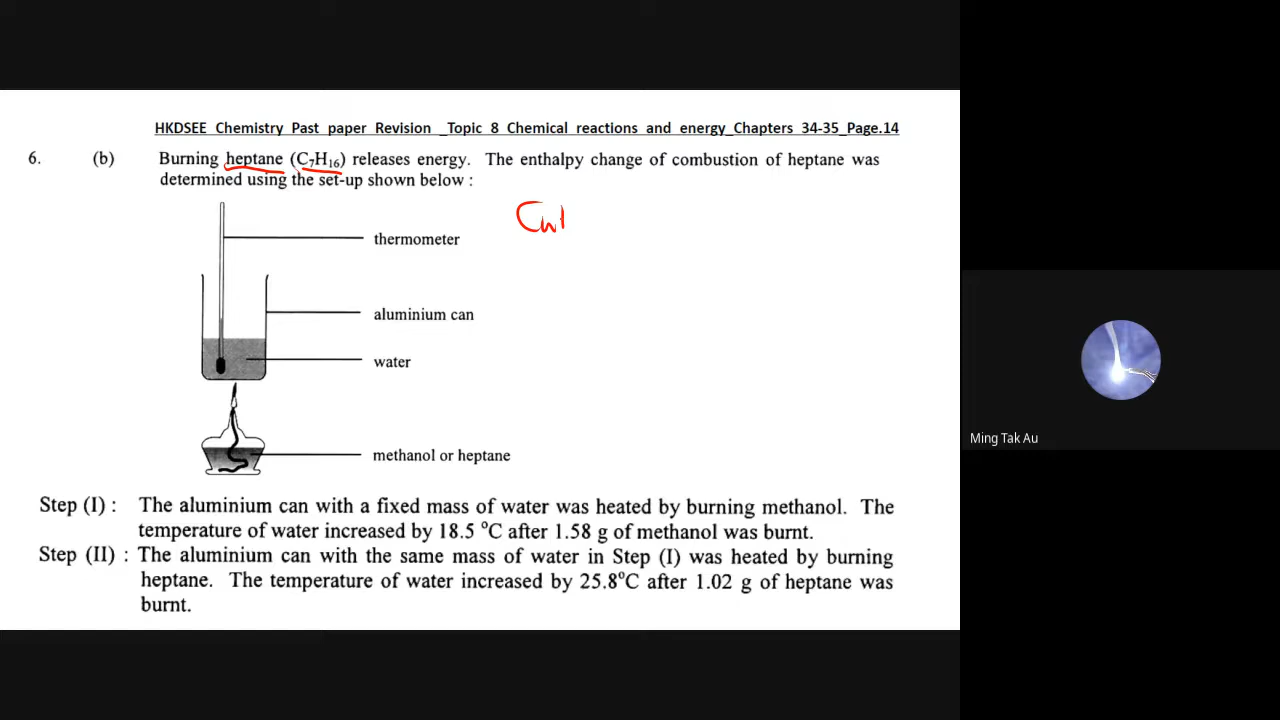 HKDSEE Chemistry Past paper Revision _Topic 8 Chemical reactions and energy_Chapters 34-35_Page.14
6. (b) Burning heptane (C₇H₁₆) releases energy. The enthalpy change of combustion of heptane was
determined using the set-up shown below :
thermometer
aluminium can
water
methanol or heptane
Step (I) : The aluminium can with a fixed mass of water was heated by burning methanol. The
temperature of water increased by 18.5 °C after 1.58 g of methanol was burnt.
Step (II) : The aluminium can with the same mass of water in Step (I) was heated by burning
heptane. The temperature of water increased by 25.8°C after 1.02 g of heptane was
burnt.
Ming Tak Au